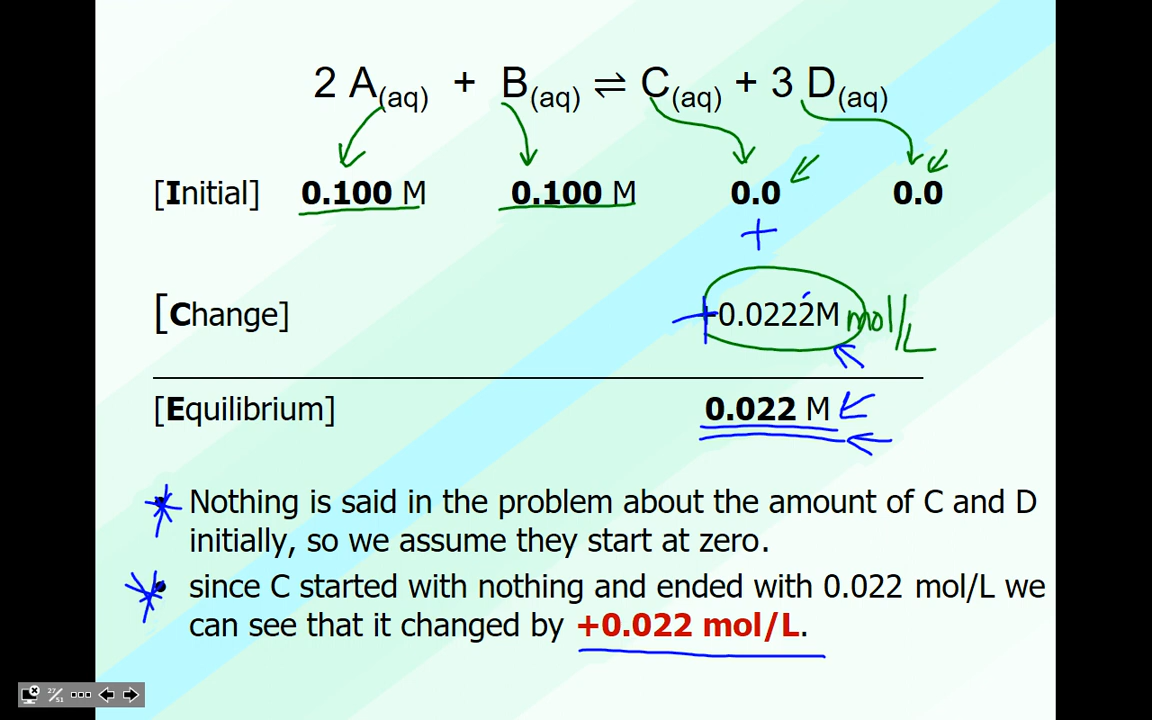 2 A(aq) + B(aq) ⇌ C(aq) + 3 D(aq)
[Initial] 0.100 M 0.100 M 0.0 0.0
+
[Change] +0.0222M mol/L
[Equilibrium] 0.022 M
• Nothing is said in the problem about the amount of C and D
initially, so we assume they start at zero.
• since C started with nothing and ended with 0.022 mol/L we
can see that it changed by +0.022 mol/L.
27/51